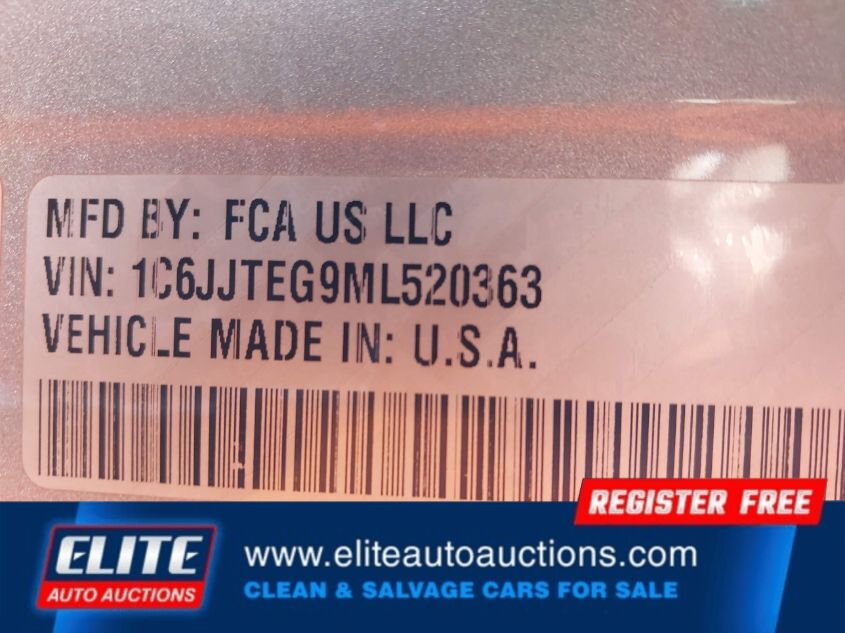 MFD BY: FCA US LLC
VIN: 1C6JJTEG9ML520363
VEHICLE MADE IN: U.S.A.
REGISTER FREE
ELITE
AUTO AUCTIONS
www.eliteautoauctions.com
CLEAN & SALVAGE CARS FOR SALE